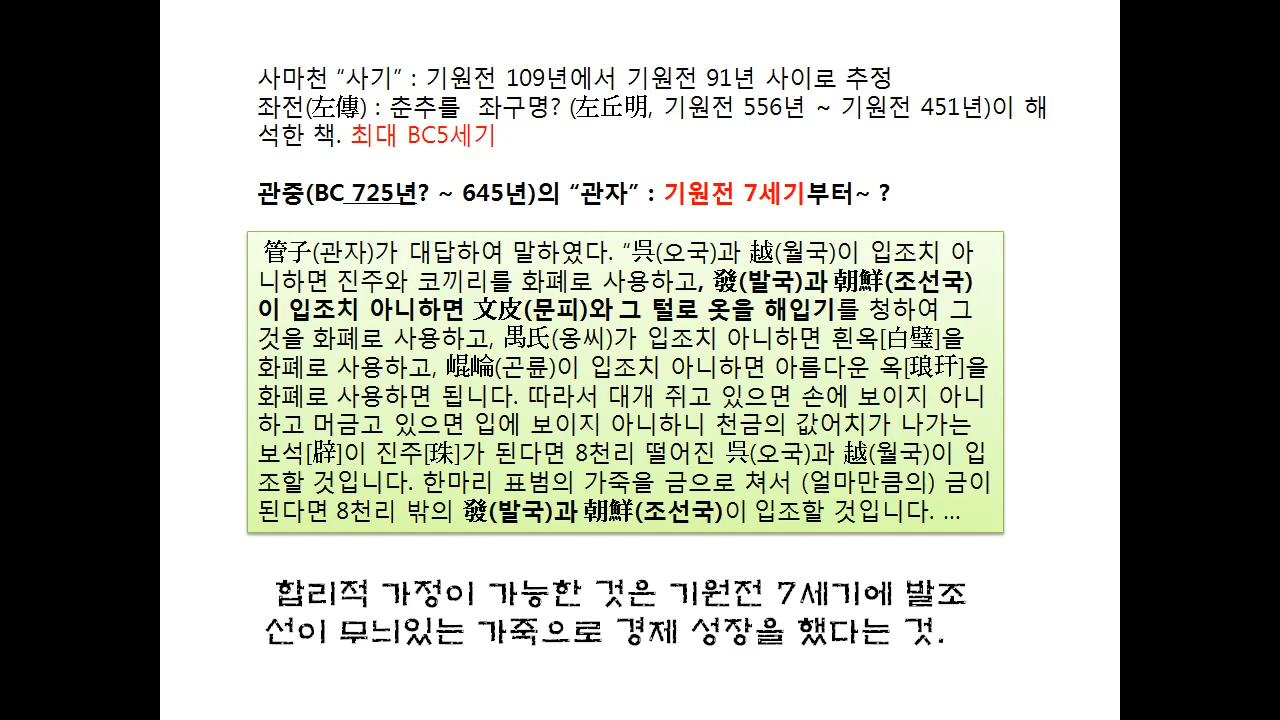 사마천 “사기” : 기원전 109년에서 기원전 91년 사이로 추정
좌전(左傳) : 춘추를 좌구명? (左丘明, 기원전 556년 ~ 기원전 451년)이 해
석한 책. 최대 BC5세기
관중(BC 725년? ~ 645년)의 “관자” : 기원전 7세기부터~ ?
管子(관자)가 대답하여 말하였다. “吳(오국)과 越(월국)이 입조치 아
니하면 진주와 코끼리를 화폐로 사용하고, 發(발국)과 朝鮮(조선국)
이 입조치 아니하면 文皮(문피)와 그 털로 옷을 해입기를 청하여 그
것을 화폐로 사용하고, 禺氏(옹씨)가 입조치 아니하면 흰옥[白璧]을
화폐로 사용하고, 崐崘(곤륜)이 입조치 아니하면 아름다운 옥[琅玕]을
화폐로 사용하면 됩니다. 따라서 대개 쥐고 있으면 손에 보이지 아니
하고 머금고 있으면 입에 보이지 아니하니 천금의 값어치가 나가는
보석[辟]이 진주[珠]가 된다면 8천리 떨어진 吳(오국)과 越(월국)이 입
조할 것입니다. 한마리 표범의 가죽을 금으로 쳐서 (얼마만큼의) 금이
된다면 8천리 밖의 發(발국)과 朝鮮(조선국)이 입조할 것입니다. ...
합리적 가정이 가능한 것은 기원전 7세기에 발조
선이 무늬있는 가죽으로 경제 성장을 했다는 것.